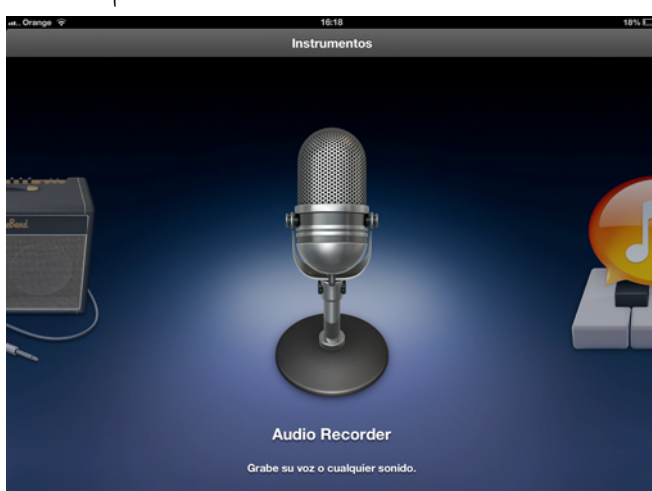 Orange 16:18 18%
Instrumentos
Audio Recorder
Grabe su voz o cualquier sonido.